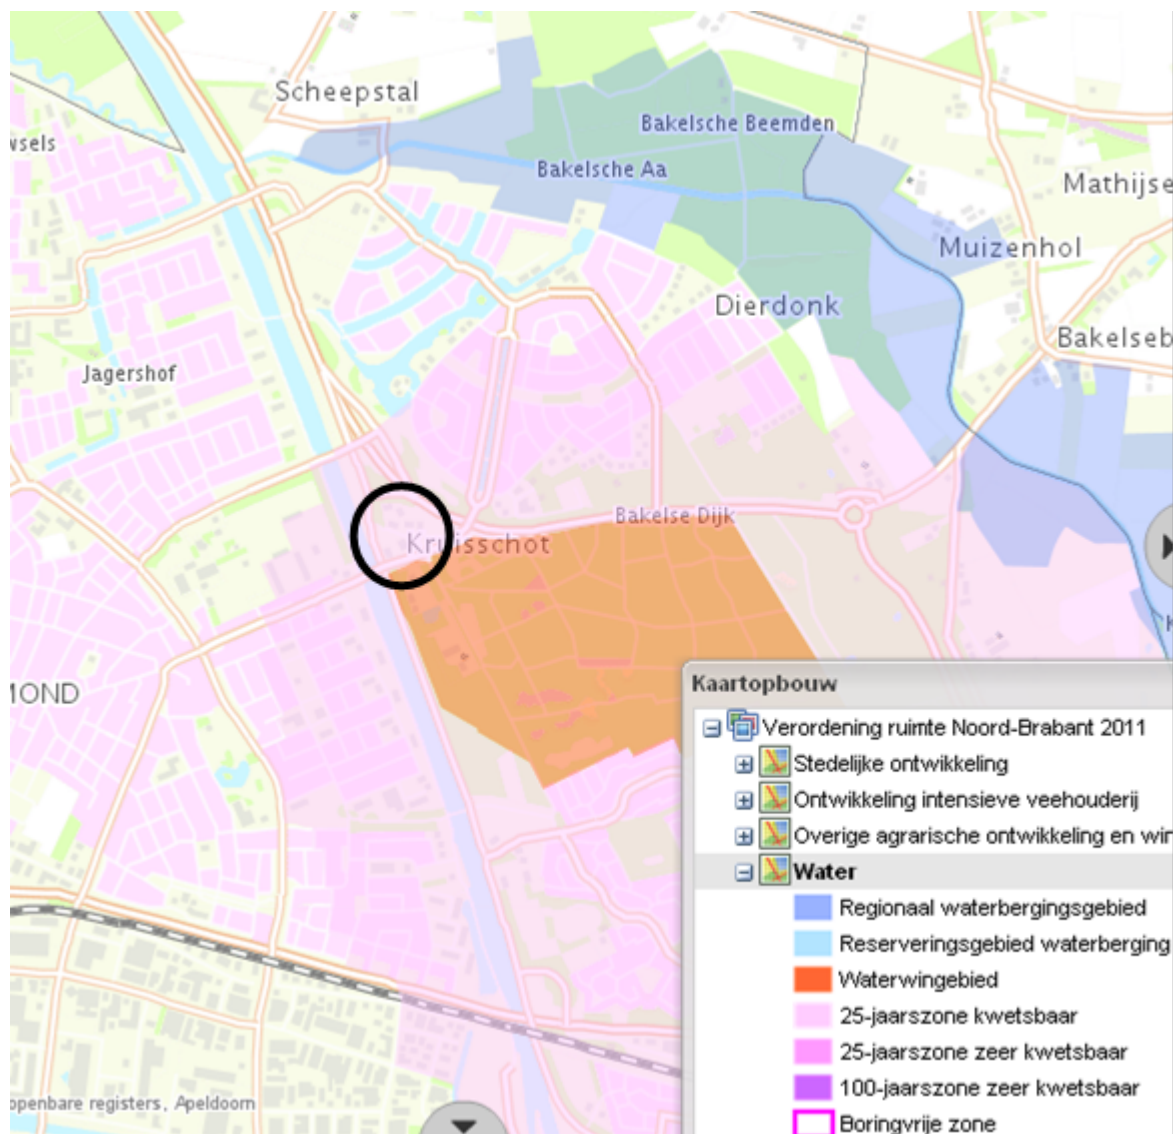 Scheepstal
Bakelsche Beemden
Bakelsche Aa
Mathijse
Muizenhol
Dierdonk
Bakelseb
Jagershof
Bakelse Dijk
Kruisschot
MOND
Kaartopbouw
Verordening ruimte Noord-Brabant 2011
Stedelijke ontwikkeling
Ontwikkeling intensieve veehouderij
Overige agrarische ontwikkeling en wir
Water
Regionaal waterbergingsgebied
Reserveringsgebied waterberging
Waterwingebied
25-jaarszone kwetsbaar
25-jaarszone zeer kwetsbaar
100-jaarszone zeer kwetsbaar
Boringvrije zone
openbare registers, Apeldoorn